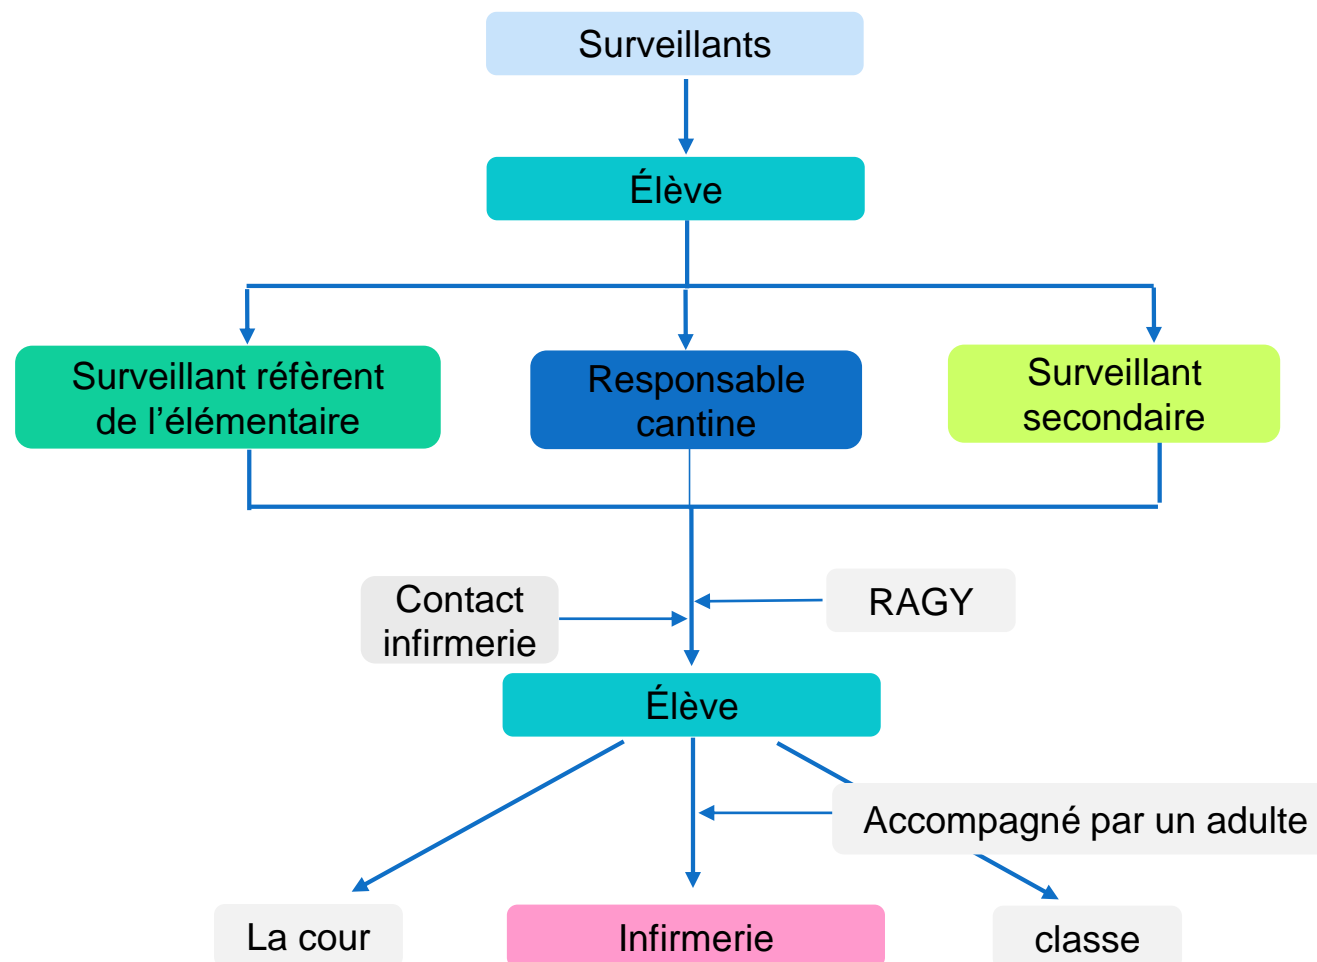 Surveillants
Élève
Surveillant réfèrent
de l’élémentaire
Responsable
cantine
Surveillant
secondaire
Contact
infirmerie
RAGY
Élève
Accompagné par un adulte
La cour
Infirmerie
classe